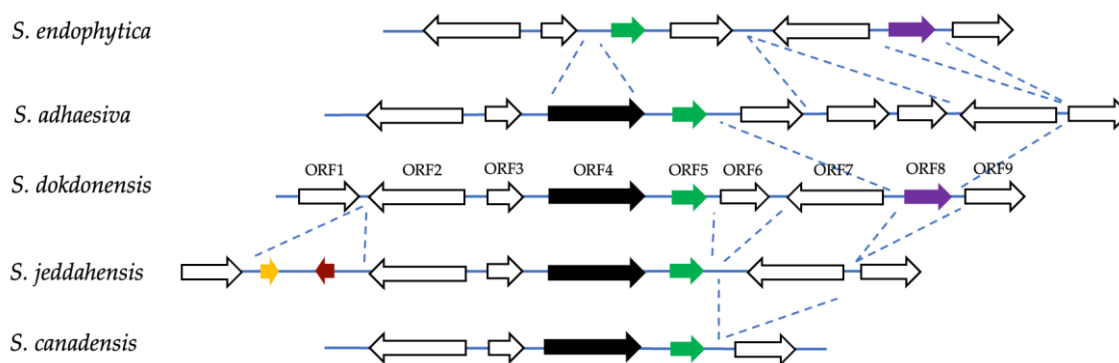 S. endophytica
S. adhaesiva
S. dokdonensis
ORF1 ORF2 ORF3 ORF4 ORF5 ORF6 ORF7 ORF8 ORF9
S. jeddahensis
S. canadensis